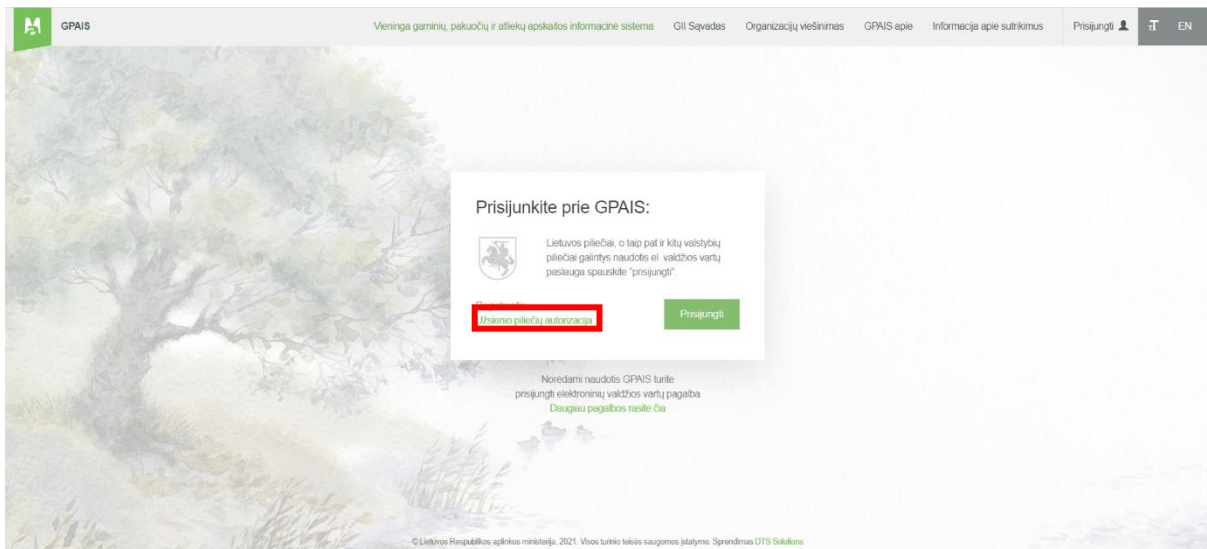 GPAIS
Vieninga gaminių, pakuočių ir atliekų apskaitos informacinė sistema
GII Sąvadas
Organizacijų viešinimas
GPAIS apie
Informacija apie sutrikimus
Prisijungti
EN
Prisijunkite prie GPAIS:
Lietuvos piliečiai, o taip pat ir kitų valstybių
piliečiai galintys naudotis el. valdžios vartų
paslauga spauskite "prisijungti".
Užsienio piliečių autorizacija
Prisijungti
Norėdami naudotis GPAIS turite
prisijungti elektroninių valdžios vartų pagalba
Daugiau pagalbos rasite čia
© Lietuvos Respublikos aplinkos ministerija, 2021. Visos turinio teisės saugomos įstatymo. Sprendimas DTS Solutions